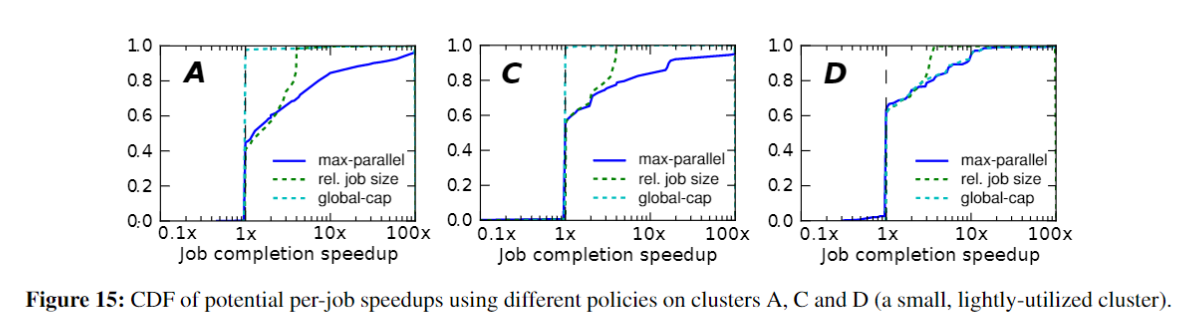 1.0
0.8
0.6
0.4
0.2
0.0
A
max-parallel
rel. job size
global-cap
0.1x 1x 10x 100x
Job completion speedup
1.0
0.8
0.6
0.4
0.2
0.0
C
max-parallel
rel. job size
global-cap
0.1x 1x 10x 100x
Job completion speedup
1.0
0.8
0.6
0.4
0.2
0.0
D
max-parallel
rel. job size
global-cap
0.1x 1x 10x 100x
Job completion speedup
Figure 15: CDF of potential per-job speedups using different policies on clusters A, C and D (a small, lightly-utilized cluster).